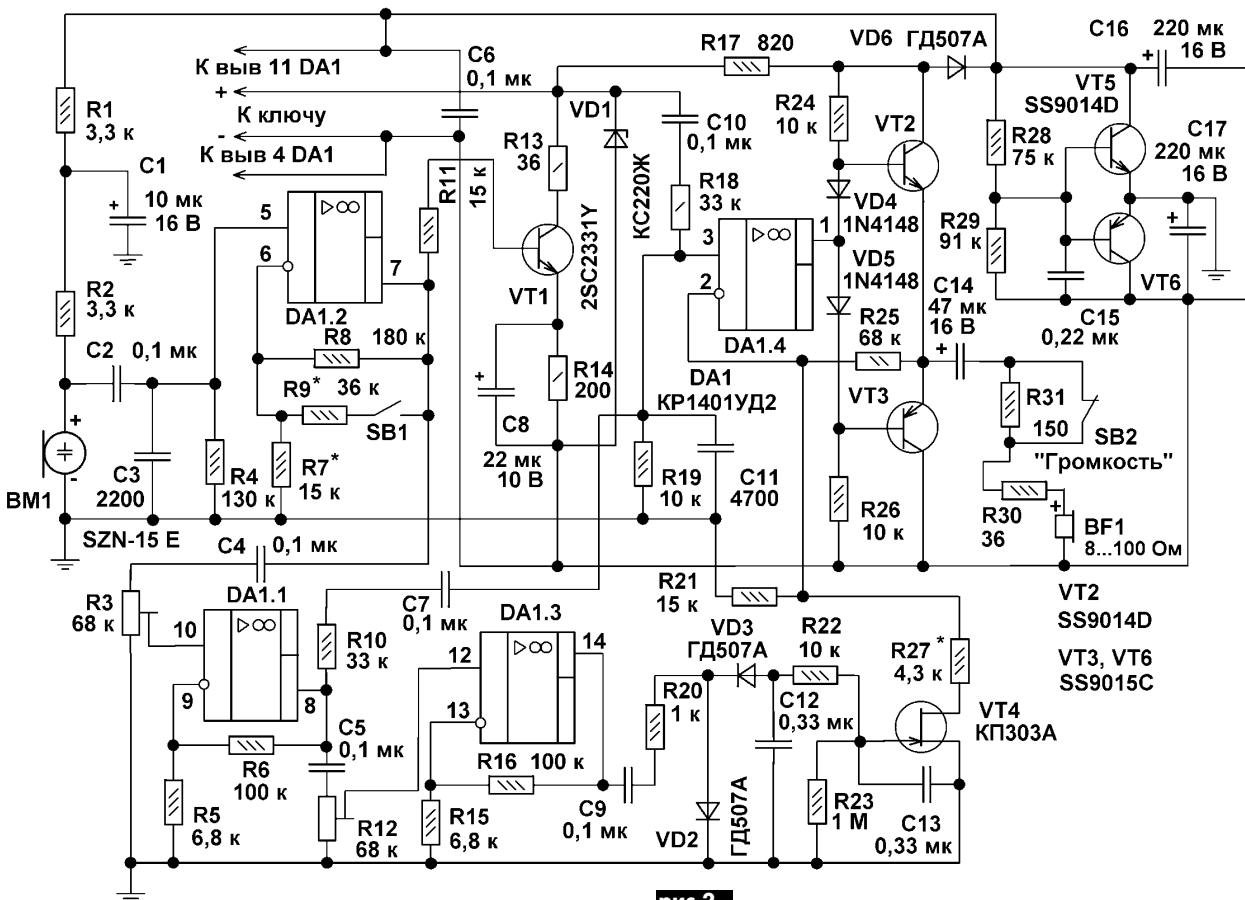 К выв 11 DA1
+
К ключу
-
К выв 4 DA1
C6
0,1 мк
R17 820
VD6
ГД507А
C16
220 мк
16 В
+
R1
3,3 к
C1
10 мк
16 В
+
R2
3,3 к
C2 0,1 мк
+
-
BM1
C3
2200
SZN-15 E
R4
130 к
R7*
15 к
5
6
7
DA1.2
R8 180 к
R9* 36 к
SB1
R11
15 к
R13
36
VD1
КС220Ж
VT1
2SC2331Y
R14
200
+
C8
22 мк
10 В
C10
0,1 мк
R18
33 к
3
2
1
DA1.4
DA1
КР1401УД2
R19
10 к
C11
4700
R24
10 к
VT2
VD4
1N4148
VD5
1N4148
R25
68 к
VT3
R26
10 к
C14
47 мк
16 В
+
R28
75 к
R29
91 к
VT5
SS9014D
C17
220 мк
16 В
+
VT6
C15
0,22 мк
R31
150
SB2
"Громкость"
R30
36
+
BF1
8...100 Ом
VT2
SS9014D
VT3, VT6
SS9015C
C4 0,1 мк
R3
68 к
DA1.1
10
9
8
R10
33 к
R6
100 к
R5
6,8 к
C5
0,1 мк
R12
68 к
C7
0,1 мк
DA1.3
12
13
14
R16 100 к
R15
6,8 к
C9
0,1 мк
R20
1 к
VD2
ГД507А
VD3
ГД507А
R21
15 к
R22
10 к
C12
0,33 мк
R23
1 М
C13
0,33 мк
R27*
4,3 к
VT4
КП303А
рис 2